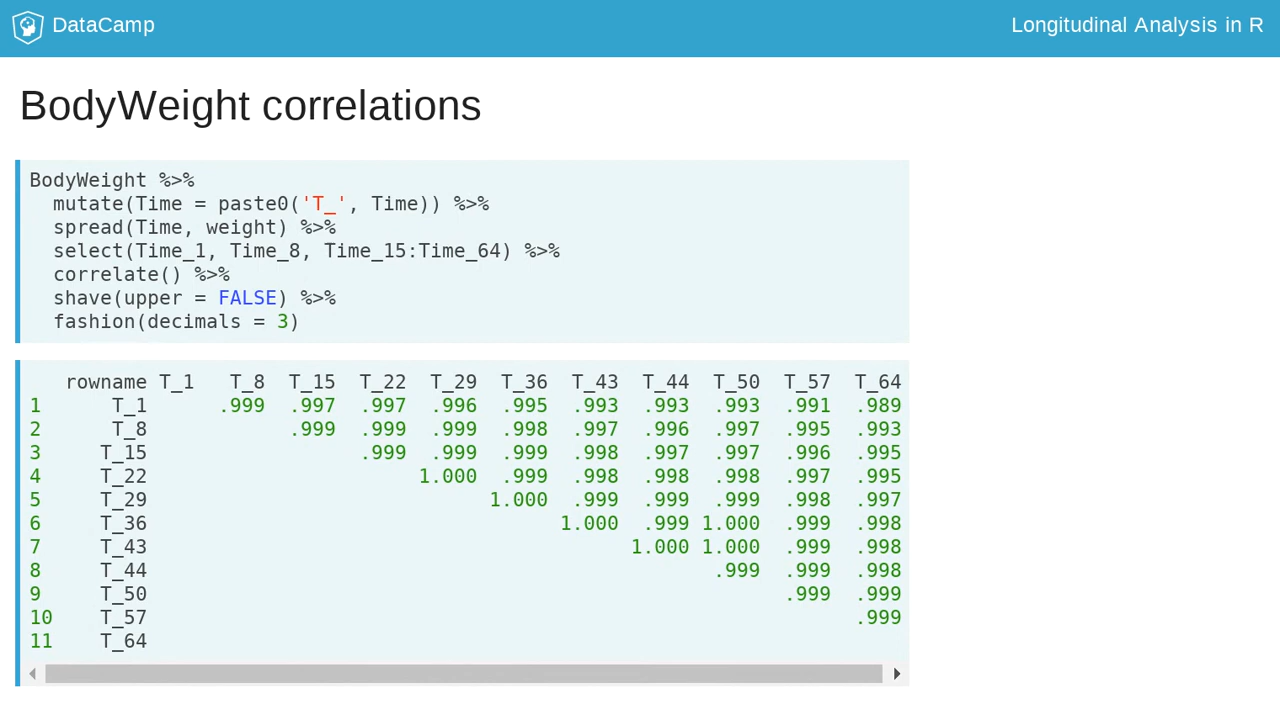 DataCamp
Longitudinal Analysis in R
BodyWeight correlations
BodyWeight %>%
  mutate(Time = paste0('T_', Time)) %>%
  spread(Time, weight) %>%
  select(Time_1, Time_8, Time_15:Time_64) %>%
  correlate() %>%
  shave(upper = FALSE) %>%
  fashion(decimals = 3)
rowname T_1 T_8 T_15 T_22 T_29 T_36 T_43 T_44 T_50 T_57 T_64
1 T_1 .999 .997 .997 .996 .995 .993 .993 .993 .991 .989
2 T_8 .999 .999 .999 .998 .997 .996 .997 .995 .993
3 T_15 .999 .999 .999 .998 .997 .997 .996 .995
4 T_22 1.000 .999 .998 .998 .998 .997 .995
5 T_29 1.000 .999 .999 .999 .998 .997
6 T_36 1.000 .999 1.000 .999 .998
7 T_43 1.000 1.000 .999 .998
8 T_44 .999 .999 .998
9 T_50 .999 .999
10 T_57 .999
11 T_64